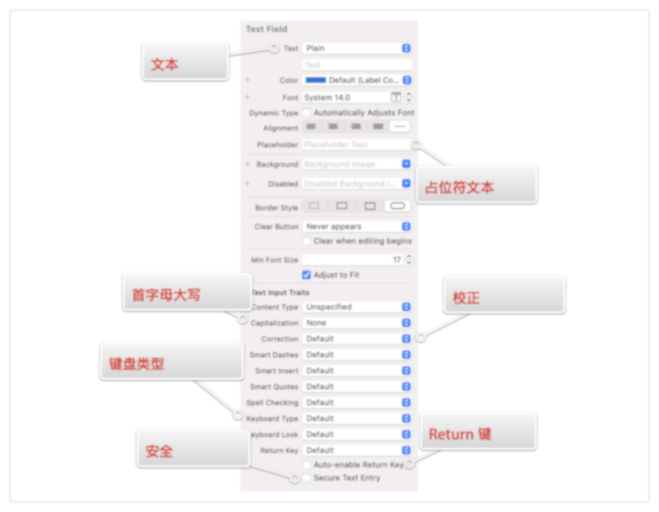 Text Field
文本
Text Plain
Text
+ Color Default (Label Co...
+ Font System 14.0
Dynamic Type Automatically Adjusts Font
Alignment
Placeholder Placeholder Text
+ Background Background Image
占位符文本
+ Disabled Disabled Background I...
Border Style
Clear Button Never appears
Clear when editing begins
Min Font Size 17
Adjust to Fit
首字母大写
Text Input Traits
校正
Content Type Unspecified
Capitalization None
Correction Default
Smart Dashes Default
键盘类型
Smart Insert Default
Smart Quotes Default
Spell Checking Default
Keyboard Type Default
Return 键
Keyboard Look Default
安全
Return Key Default
Auto-enable Return Key
Secure Text Entry